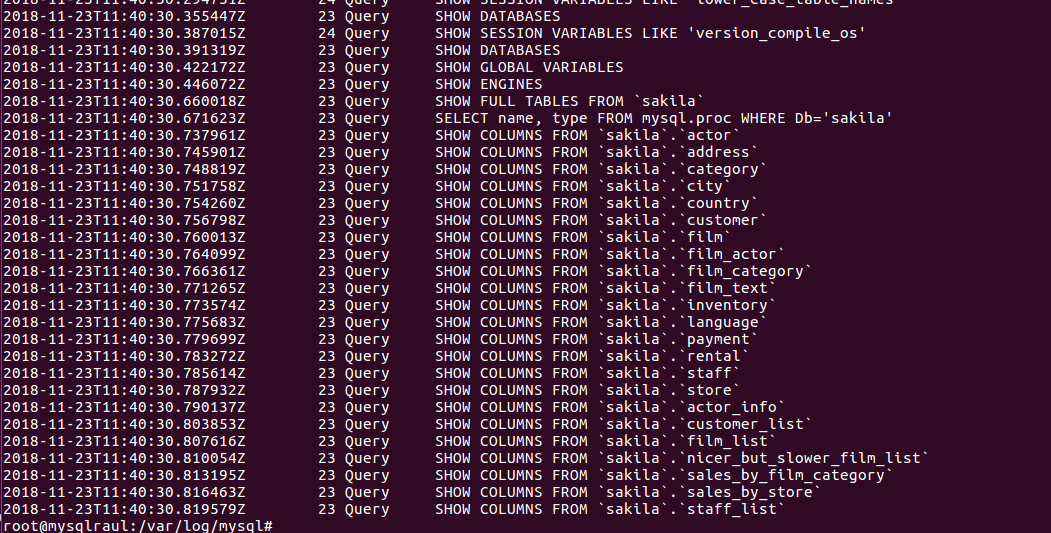 2018-11-23T11:40:30.294731Z 24 Query SHOW SESSION VARIABLES LIKE 'lower_case_table_names'
2018-11-23T11:40:30.355447Z 23 Query SHOW DATABASES
2018-11-23T11:40:30.387015Z 24 Query SHOW SESSION VARIABLES LIKE 'version_compile_os'
2018-11-23T11:40:30.391319Z 23 Query SHOW DATABASES
2018-11-23T11:40:30.422172Z 23 Query SHOW GLOBAL VARIABLES
2018-11-23T11:40:30.446072Z 23 Query SHOW ENGINES
2018-11-23T11:40:30.660018Z 23 Query SHOW FULL TABLES FROM `sakila`
2018-11-23T11:40:30.671623Z 23 Query SELECT name, type FROM mysql.proc WHERE Db='sakila'
2018-11-23T11:40:30.737961Z 23 Query SHOW COLUMNS FROM `sakila`.`actor`
2018-11-23T11:40:30.745901Z 23 Query SHOW COLUMNS FROM `sakila`.`address`
2018-11-23T11:40:30.748819Z 23 Query SHOW COLUMNS FROM `sakila`.`category`
2018-11-23T11:40:30.751758Z 23 Query SHOW COLUMNS FROM `sakila`.`city`
2018-11-23T11:40:30.754260Z 23 Query SHOW COLUMNS FROM `sakila`.`country`
2018-11-23T11:40:30.756798Z 23 Query SHOW COLUMNS FROM `sakila`.`customer`
2018-11-23T11:40:30.760013Z 23 Query SHOW COLUMNS FROM `sakila`.`film`
2018-11-23T11:40:30.764099Z 23 Query SHOW COLUMNS FROM `sakila`.`film_actor`
2018-11-23T11:40:30.766361Z 23 Query SHOW COLUMNS FROM `sakila`.`film_category`
2018-11-23T11:40:30.771265Z 23 Query SHOW COLUMNS FROM `sakila`.`film_text`
2018-11-23T11:40:30.773574Z 23 Query SHOW COLUMNS FROM `sakila`.`inventory`
2018-11-23T11:40:30.775683Z 23 Query SHOW COLUMNS FROM `sakila`.`language`
2018-11-23T11:40:30.779699Z 23 Query SHOW COLUMNS FROM `sakila`.`payment`
2018-11-23T11:40:30.783272Z 23 Query SHOW COLUMNS FROM `sakila`.`rental`
2018-11-23T11:40:30.785614Z 23 Query SHOW COLUMNS FROM `sakila`.`staff`
2018-11-23T11:40:30.787932Z 23 Query SHOW COLUMNS FROM `sakila`.`store`
2018-11-23T11:40:30.790137Z 23 Query SHOW COLUMNS FROM `sakila`.`actor_info`
2018-11-23T11:40:30.803853Z 23 Query SHOW COLUMNS FROM `sakila`.`customer_list`
2018-11-23T11:40:30.807616Z 23 Query SHOW COLUMNS FROM `sakila`.`film_list`
2018-11-23T11:40:30.810054Z 23 Query SHOW COLUMNS FROM `sakila`.`nicer_but_slower_film_list`
2018-11-23T11:40:30.813195Z 23 Query SHOW COLUMNS FROM `sakila`.`sales_by_film_category`
2018-11-23T11:40:30.816463Z 23 Query SHOW COLUMNS FROM `sakila`.`sales_by_store`
2018-11-23T11:40:30.819579Z 23 Query SHOW COLUMNS FROM `sakila`.`staff_list`
root@mysqlraul:/var/log/mysql#